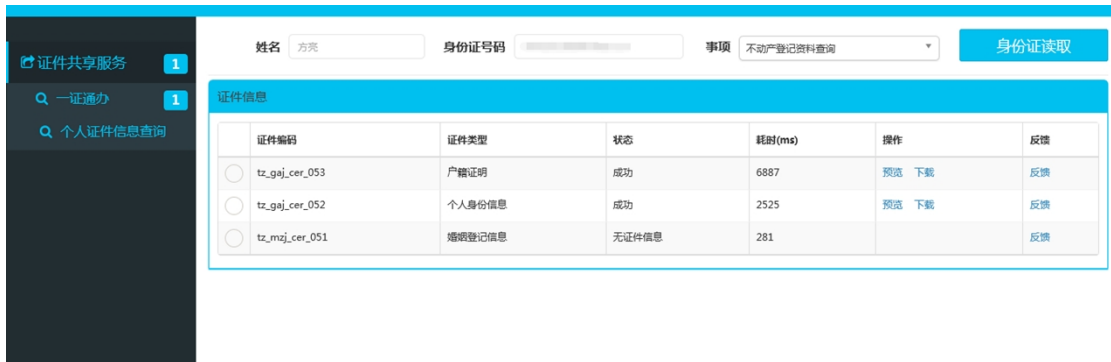 姓名 方亮 身份证号码 事项 不动产登记资料查询 身份证读取
证件共享服务 1
一证通办 1
个人证件信息查询
证件信息
证件编码 证件类型 状态 耗时(ms) 操作 反馈
tz_gaj_cer_053 户籍证明 成功 6887 预览 下载 反馈
tz_gaj_cer_052 个人身份信息 成功 2525 预览 下载 反馈
tz_mzj_cer_051 婚姻登记信息 无证件信息 281 反馈